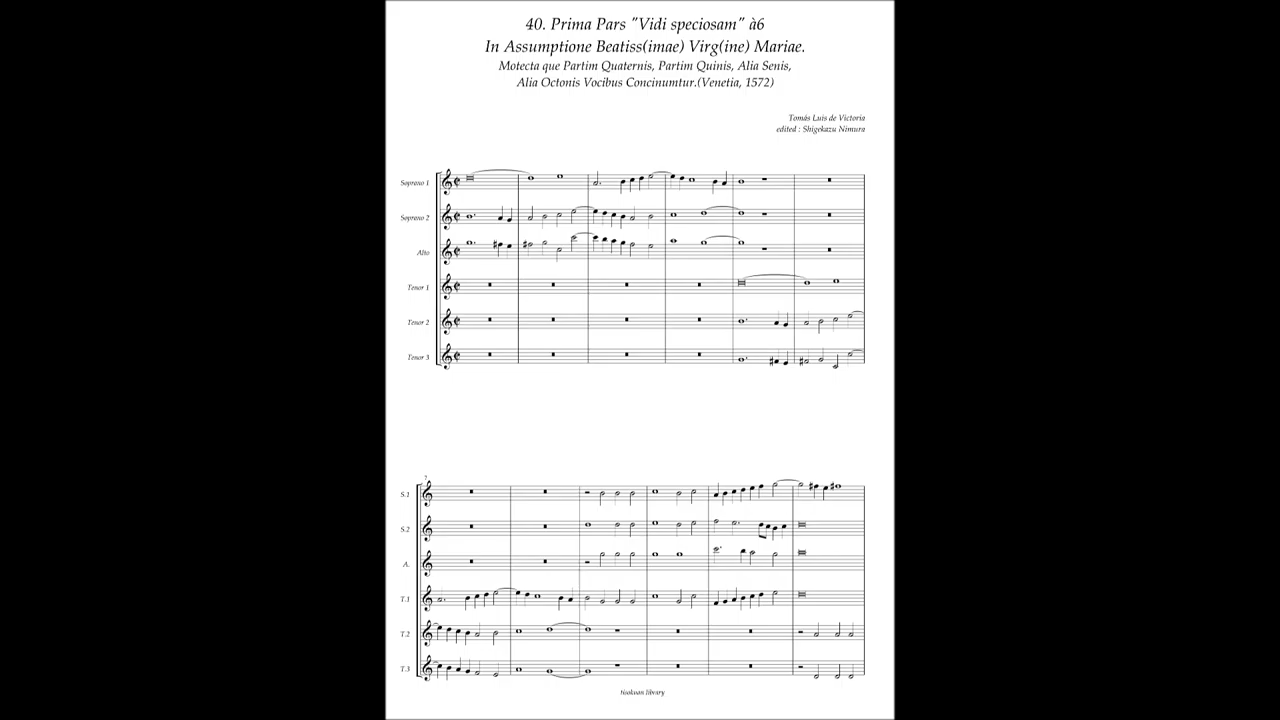 40. Prima Pars "Vidi speciosam" à6
In Assumptione Beatiss(imae) Virg(ine) Mariae.
Motecta que Partim Quaternis, Partim Quinis, Alia Senis,
Alia Octonis Vocibus Concinumtur.(Venetia, 1572)
Tomás Luis de Victoria
edited : Shigekazu Nimura
Soprano 1
Soprano 2
Alto
Tenor 1
Tenor 2
Tenor 3
7
S.1
S.2
A.
T.1
T.2
T.3
library